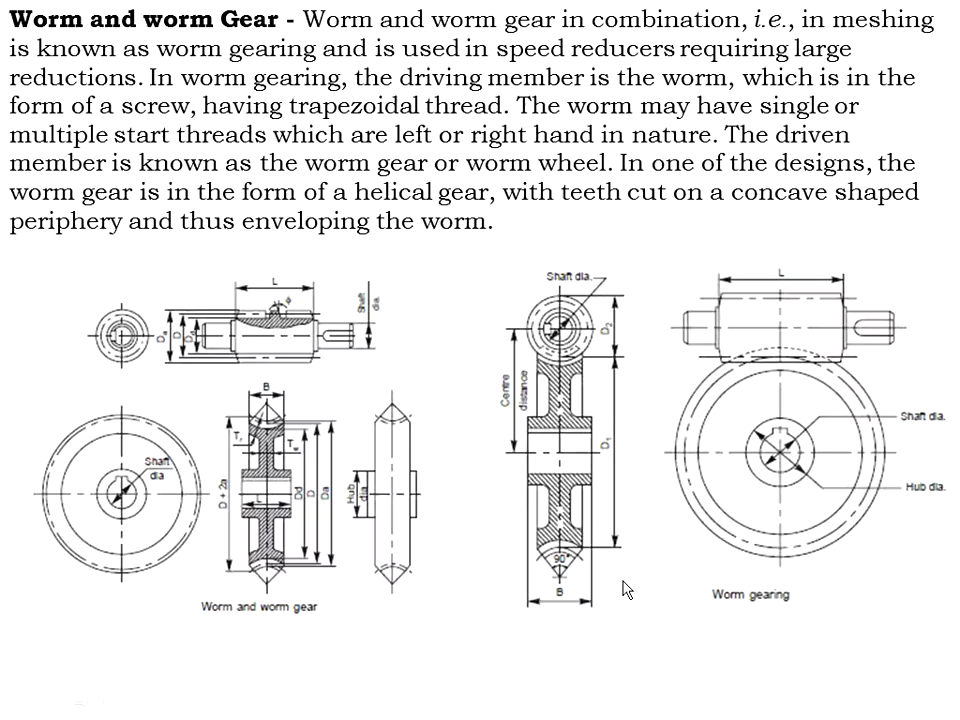 Worm and worm Gear - Worm and worm gear in combination, i.e., in meshing
is known as worm gearing and is used in speed reducers requiring large
reductions. In worm gearing, the driving member is the worm, which is in the
form of a screw, having trapezoidal thread. The worm may have single or
multiple start threads which are left or right hand in nature. The driven
member is known as the worm gear or worm wheel. In one of the designs, the
worm gear is in the form of a helical gear, with teeth cut on a concave shaped
periphery and thus enveloping the worm.
L
ϕ
Shaft
dia.
Da
D
Dd
B
Tr
Tw
Shaft
dia
D + 2a
L
Dd
D
Da
Hub
dia
Worm and worm gear
Shaft dia.
D2
Centre
distance
D1
90°
B
L
Shaft dia.
Hub dia.
Worm gearing